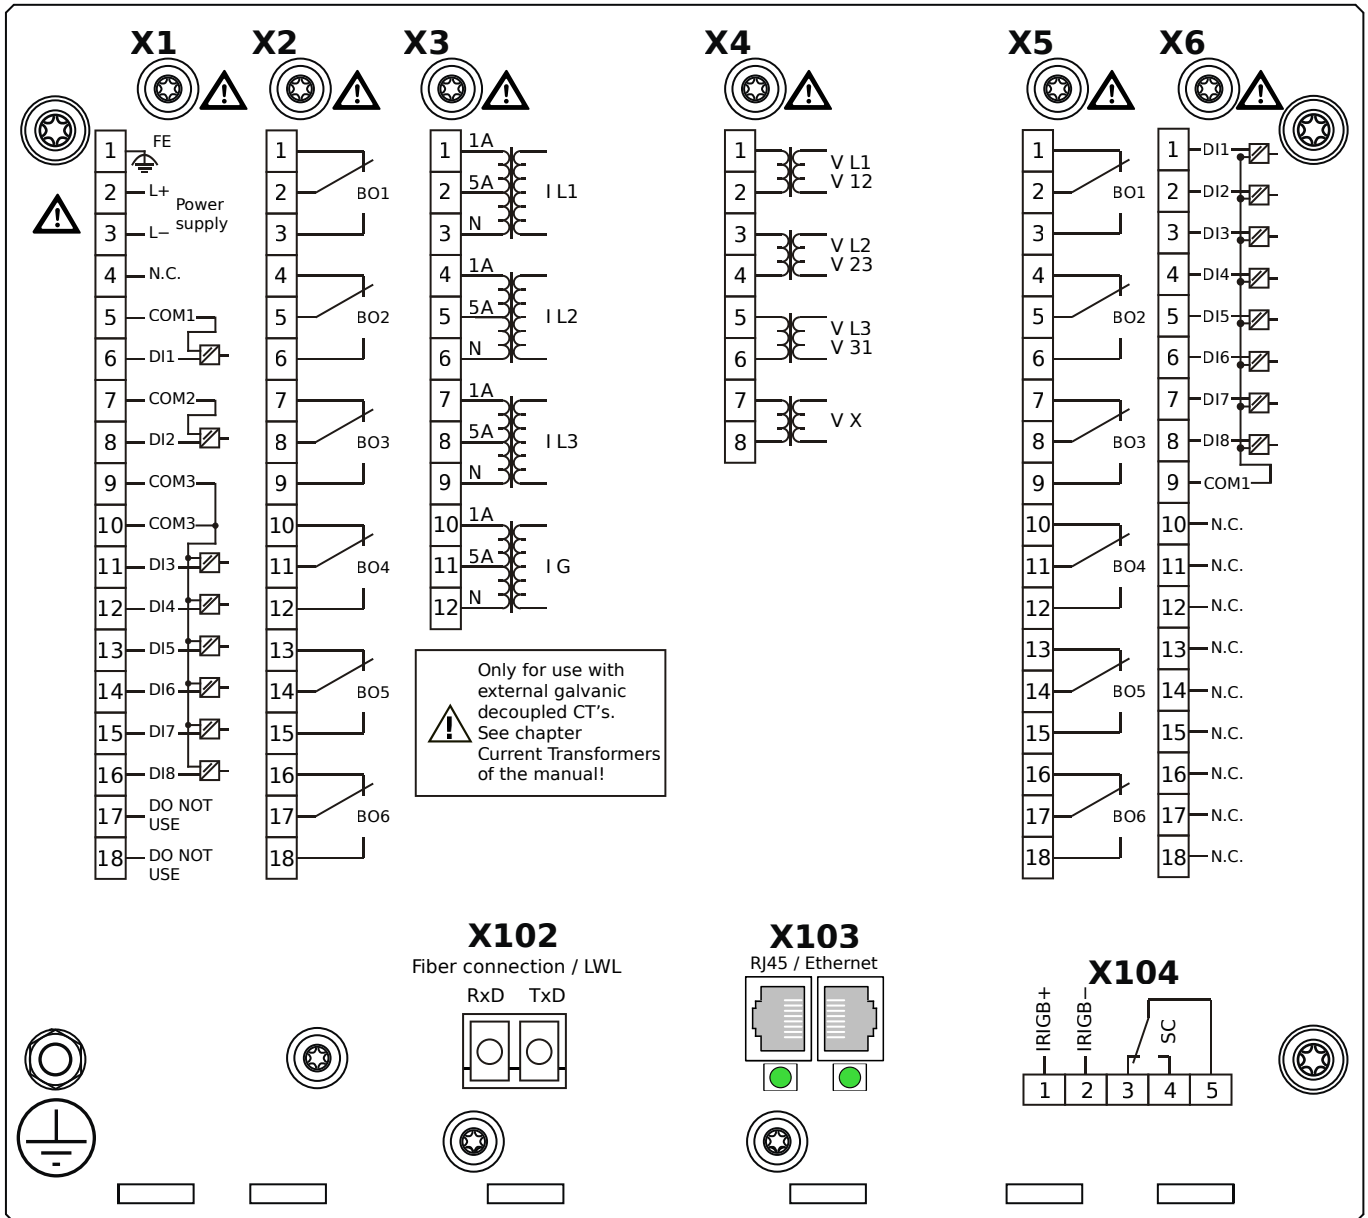 X1
X2
X3
X4
X5
X6
1 FE
2 L+
Power
supply
3 L−
4 N.C.
5 COM1
6 DI1
7 COM2
8 DI2
9 COM3
10 COM3
11 DI3
12 DI4
13 DI5
14 DI6
15 DI7
16 DI8
17 DO NOT
USE
18 DO NOT
USE
1
2 BO1
3
4
5 BO2
6
7
8 BO3
9
10
11 BO4
12
13
14 BO5
15
16
17 BO6
18
1 1A
2 5A I L1
3 N
4 1A
5 5A I L2
6 N
7 1A
8 5A I L3
9 N
10 1A
11 5A I G
12 N
Only for use with
external galvanic
decoupled CT's.
See chapter
Current Transformers
of the manual!
1 V L1
2 V 12
3 V L2
4 V 23
5 V L3
6 V 31
7 V X
8
1
2 BO1
3
4
5 BO2
6
7
8 BO3
9
10
11 BO4
12
13
14 BO5
15
16
17 BO6
18
1 DI1
2 DI2
3 DI3
4 DI4
5 DI5
6 DI6
7 DI7
8 DI8
9 COM1
10 N.C.
11 N.C.
12 N.C.
13 N.C.
14 N.C.
15 N.C.
16 N.C.
17 N.C.
18 N.C.
X102
Fiber connection / LWL
RxD TxD
X103
RJ45 / Ethernet
X104
IRIGB+
IRIGB−
SC
1 2 3 4 5